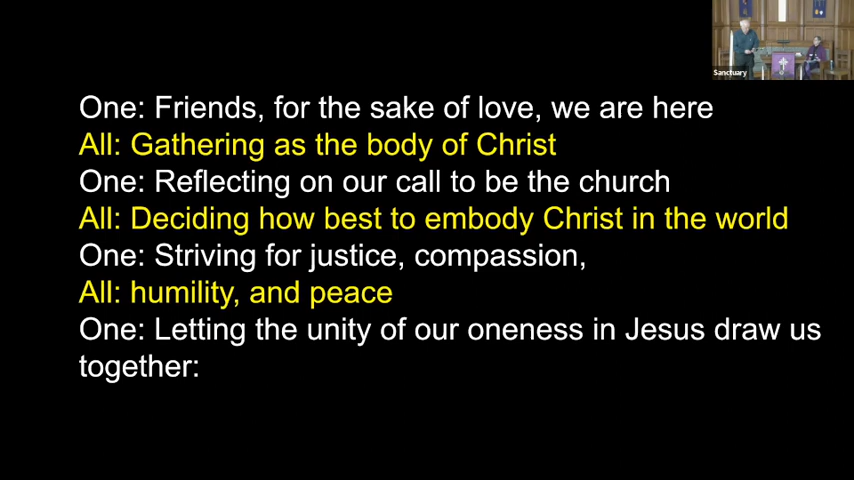 Sanctuary
One: Friends, for the sake of love, we are here
All: Gathering as the body of Christ
One: Reflecting on our call to be the church
All: Deciding how best to embody Christ in the world
One: Striving for justice, compassion,
All: humility, and peace
One: Letting the unity of our oneness in Jesus draw us
together: